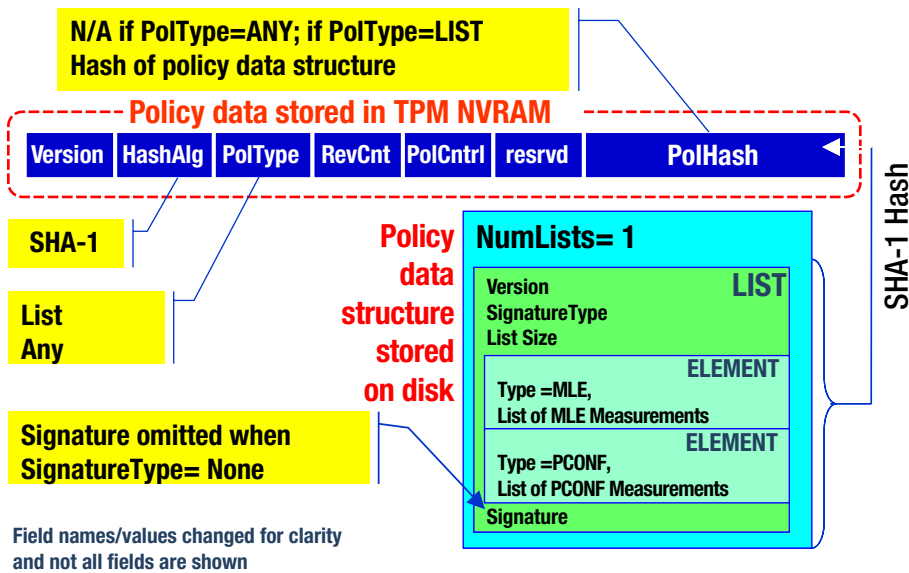 N/A if PolType=ANY; if PolType=LIST
Hash of policy data structure
Policy data stored in TPM NVRAM
Version HashAlg PolType RevCnt PolCntrl resrvd PolHash
SHA-1 Hash
SHA-1
List
Any
Policy
data
structure
stored
on disk
NumLists= 1
LIST
Version
SignatureType
List Size
ELEMENT
Type =MLE,
List of MLE Measurements
ELEMENT
Type =PCONF,
List of PCONF Measurements
Signature
Signature omitted when
SignatureType= None
Field names/values changed for clarity
and not all fields are shown